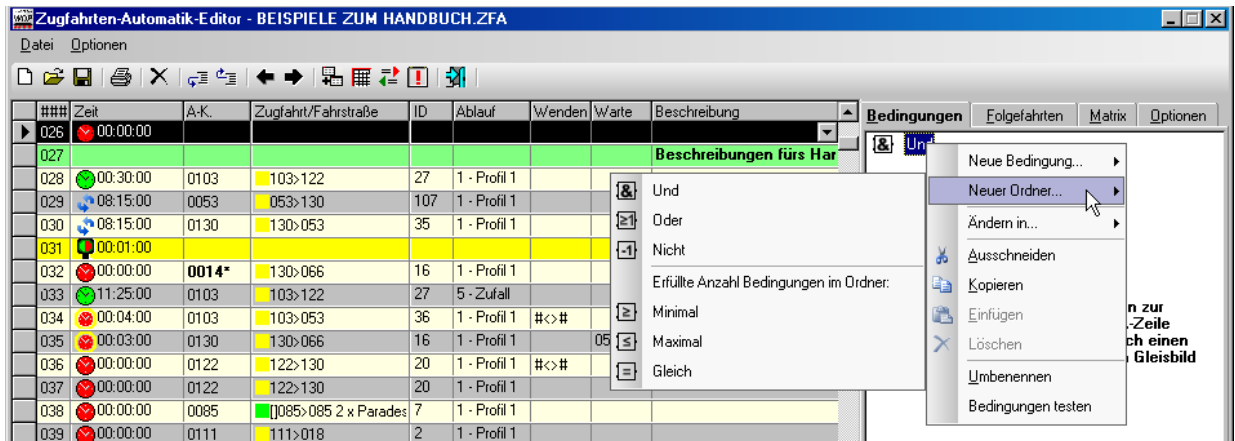 Zugfahrten-Automatik-Editor - BEISPIELE ZUM HANDBUCH.ZFA
Datei Optionen
### Zeit A-K. Zugfahrt/Fahrstraße ID Ablauf Wenden Warte Beschreibung
026 00:00:00
027 Beschreibungen fürs Har
028 00:30:00 0103 103>122 27 1 - Profil 1
029 08:15:00 0053 053>130 107 1 - Profil 1
030 08:15:00 0130 130>053 35 1 - Profil 1
031 00:01:00
032 00:00:00 0014* 130>066 16 1 - Profil 1
033 11:25:00 0103 103>122 27 5 - Zufall
034 00:04:00 0103 103>053 36 1 - Profil 1 #<>#
035 00:03:00 0130 130>066 16 1 - Profil 1 05
036 00:00:00 0122 122>130 20 1 - Profil 1 #<>#
037 00:00:00 0122 122>130 20 1 - Profil 1
038 00:00:00 0085 []085>085 2 x Parades 7 1 - Profil 1
039 00:00:00 0111 111>018 2 1 - Profil 1
& Und
≥1 Oder
-1 Nicht
Erfüllte Anzahl Bedingungen im Ordner:
≥ Minimal
≤ Maximal
= Gleich
Bedingungen Folgefahrten Matrix Optionen
& Und
Neue Bedingung...
Neuer Ordner...
Ändern in...
Ausschneiden
Kopieren
Einfügen
Löschen
Umbenennen
Bedingungen testen
n zur
.-Zeile
ch einen
Gleisbild